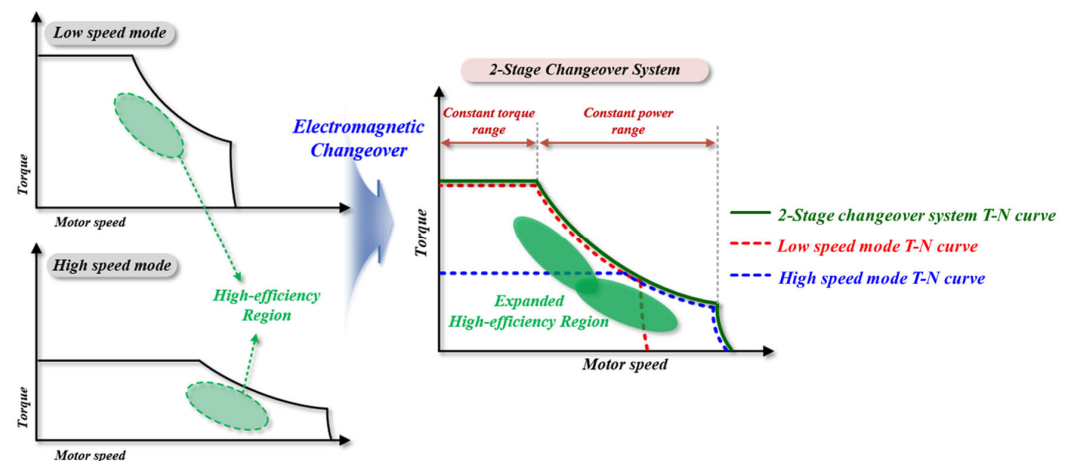 Low speed mode
Torque
Motor speed
High speed mode
High-efficiency
Region
Torque
Motor speed
Electromagnetic
Changeover
2-Stage Changeover System
Constant torque
range
Constant power
range
Torque
Expanded
High-efficiency Region
Motor speed
2-Stage changeover system T-N curve
Low speed mode T-N curve
High speed mode T-N curve